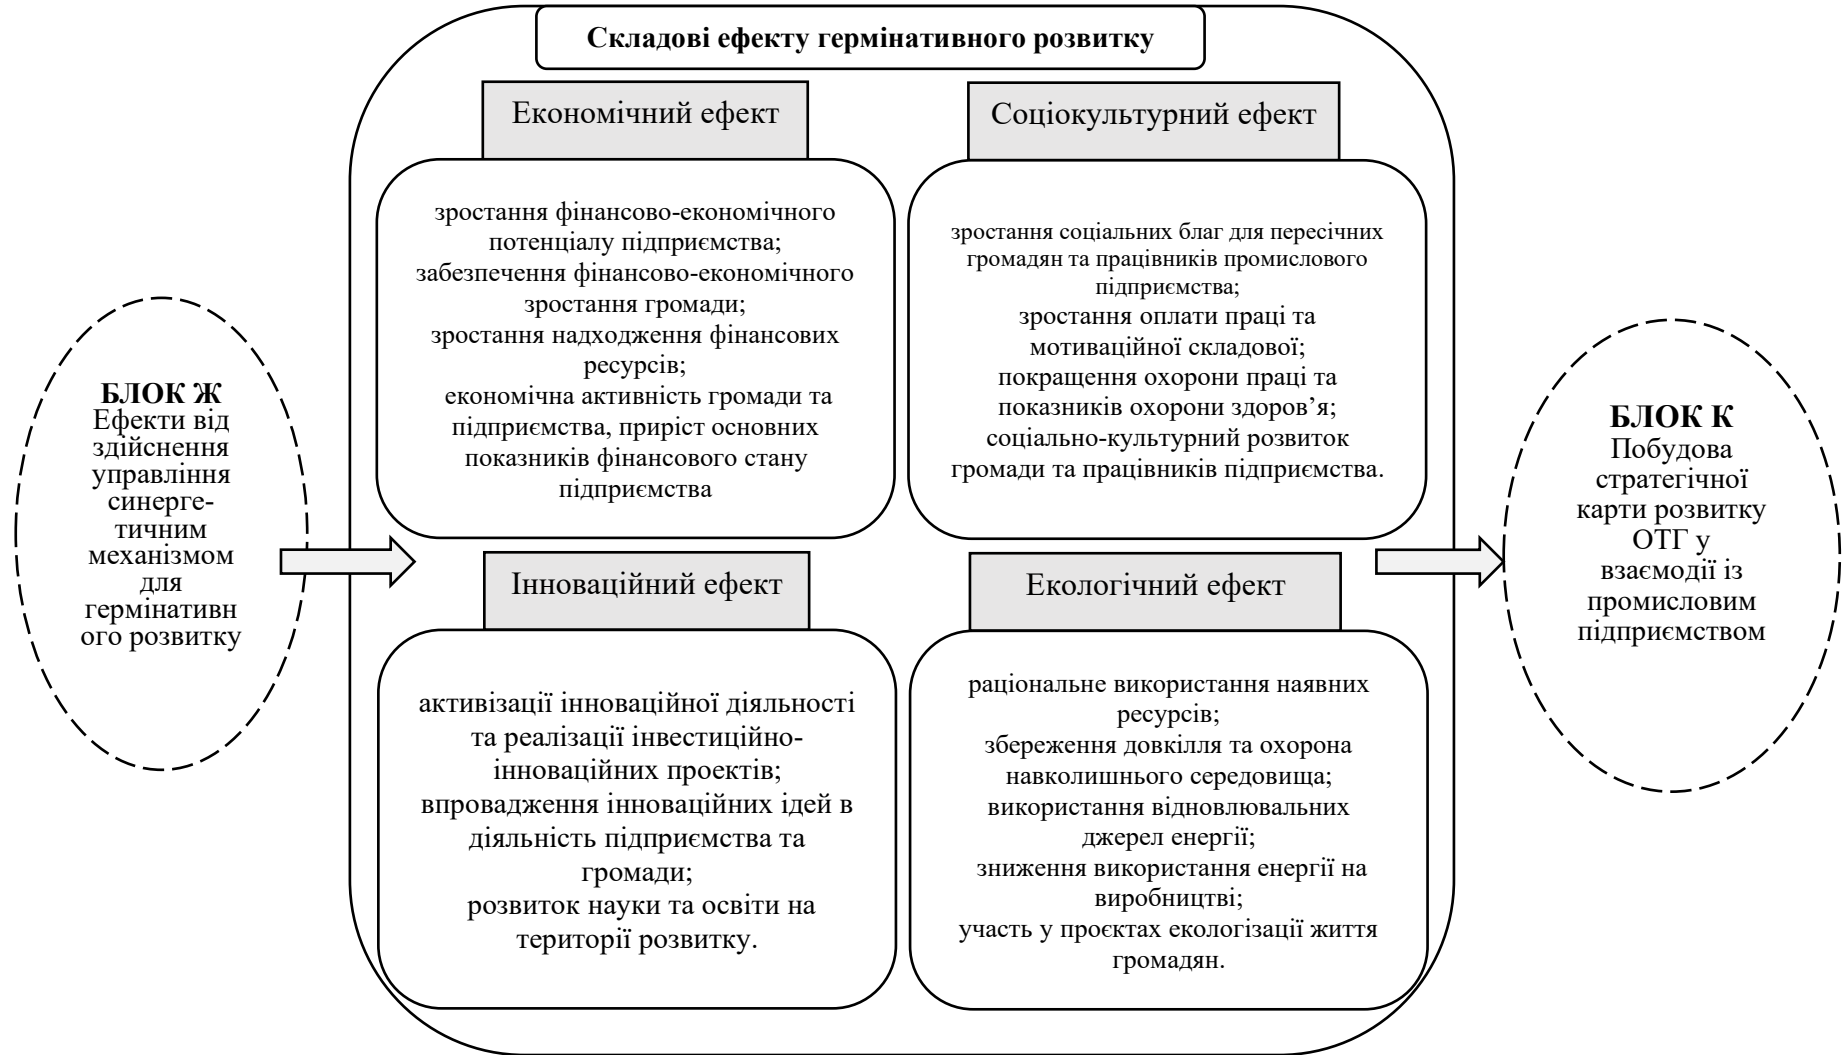 Складові ефекту гермінативного розвитку
БЛОК Ж
Ефекти від
здійснення
управління
синерге-
тичним
механізмом
для
гермінативн
ого розвитку
Економічний ефект
зростання фінансово-економічного
потенціалу підприємства;
забезпечення фінансово-економічного
зростання громади;
зростання надходження фінансових
ресурсів;
економічна активність громади та
підприємства, приріст основних
показників фінансового стану
підприємства
Соціокультурний ефект
зростання соціальних благ для пересічних
громадян та працівників промислового
підприємства;
зростання оплати праці та
мотиваційної складової;
покращення охорони праці та
показників охорони здоров’я;
соціально-культурний розвиток
громади та працівників підприємства.
Інноваційний ефект
активізації інноваційної діяльності
та реалізації інвестиційно-
інноваційних проектів;
впровадження інноваційних ідей в
діяльність підприємства та
громади;
розвиток науки та освіти на
території розвитку.
Екологічний ефект
раціональне використання наявних
ресурсів;
збереження довкілля та охорона
навколишнього середовища;
використання відновлювальних
джерел енергії;
зниження використання енергії на
виробництві;
участь у проєктах екологізації життя
громадян.
БЛОК К
Побудова
стратегічної
карти розвитку
ОТГ у
взаємодії із
промисловим
підприємством